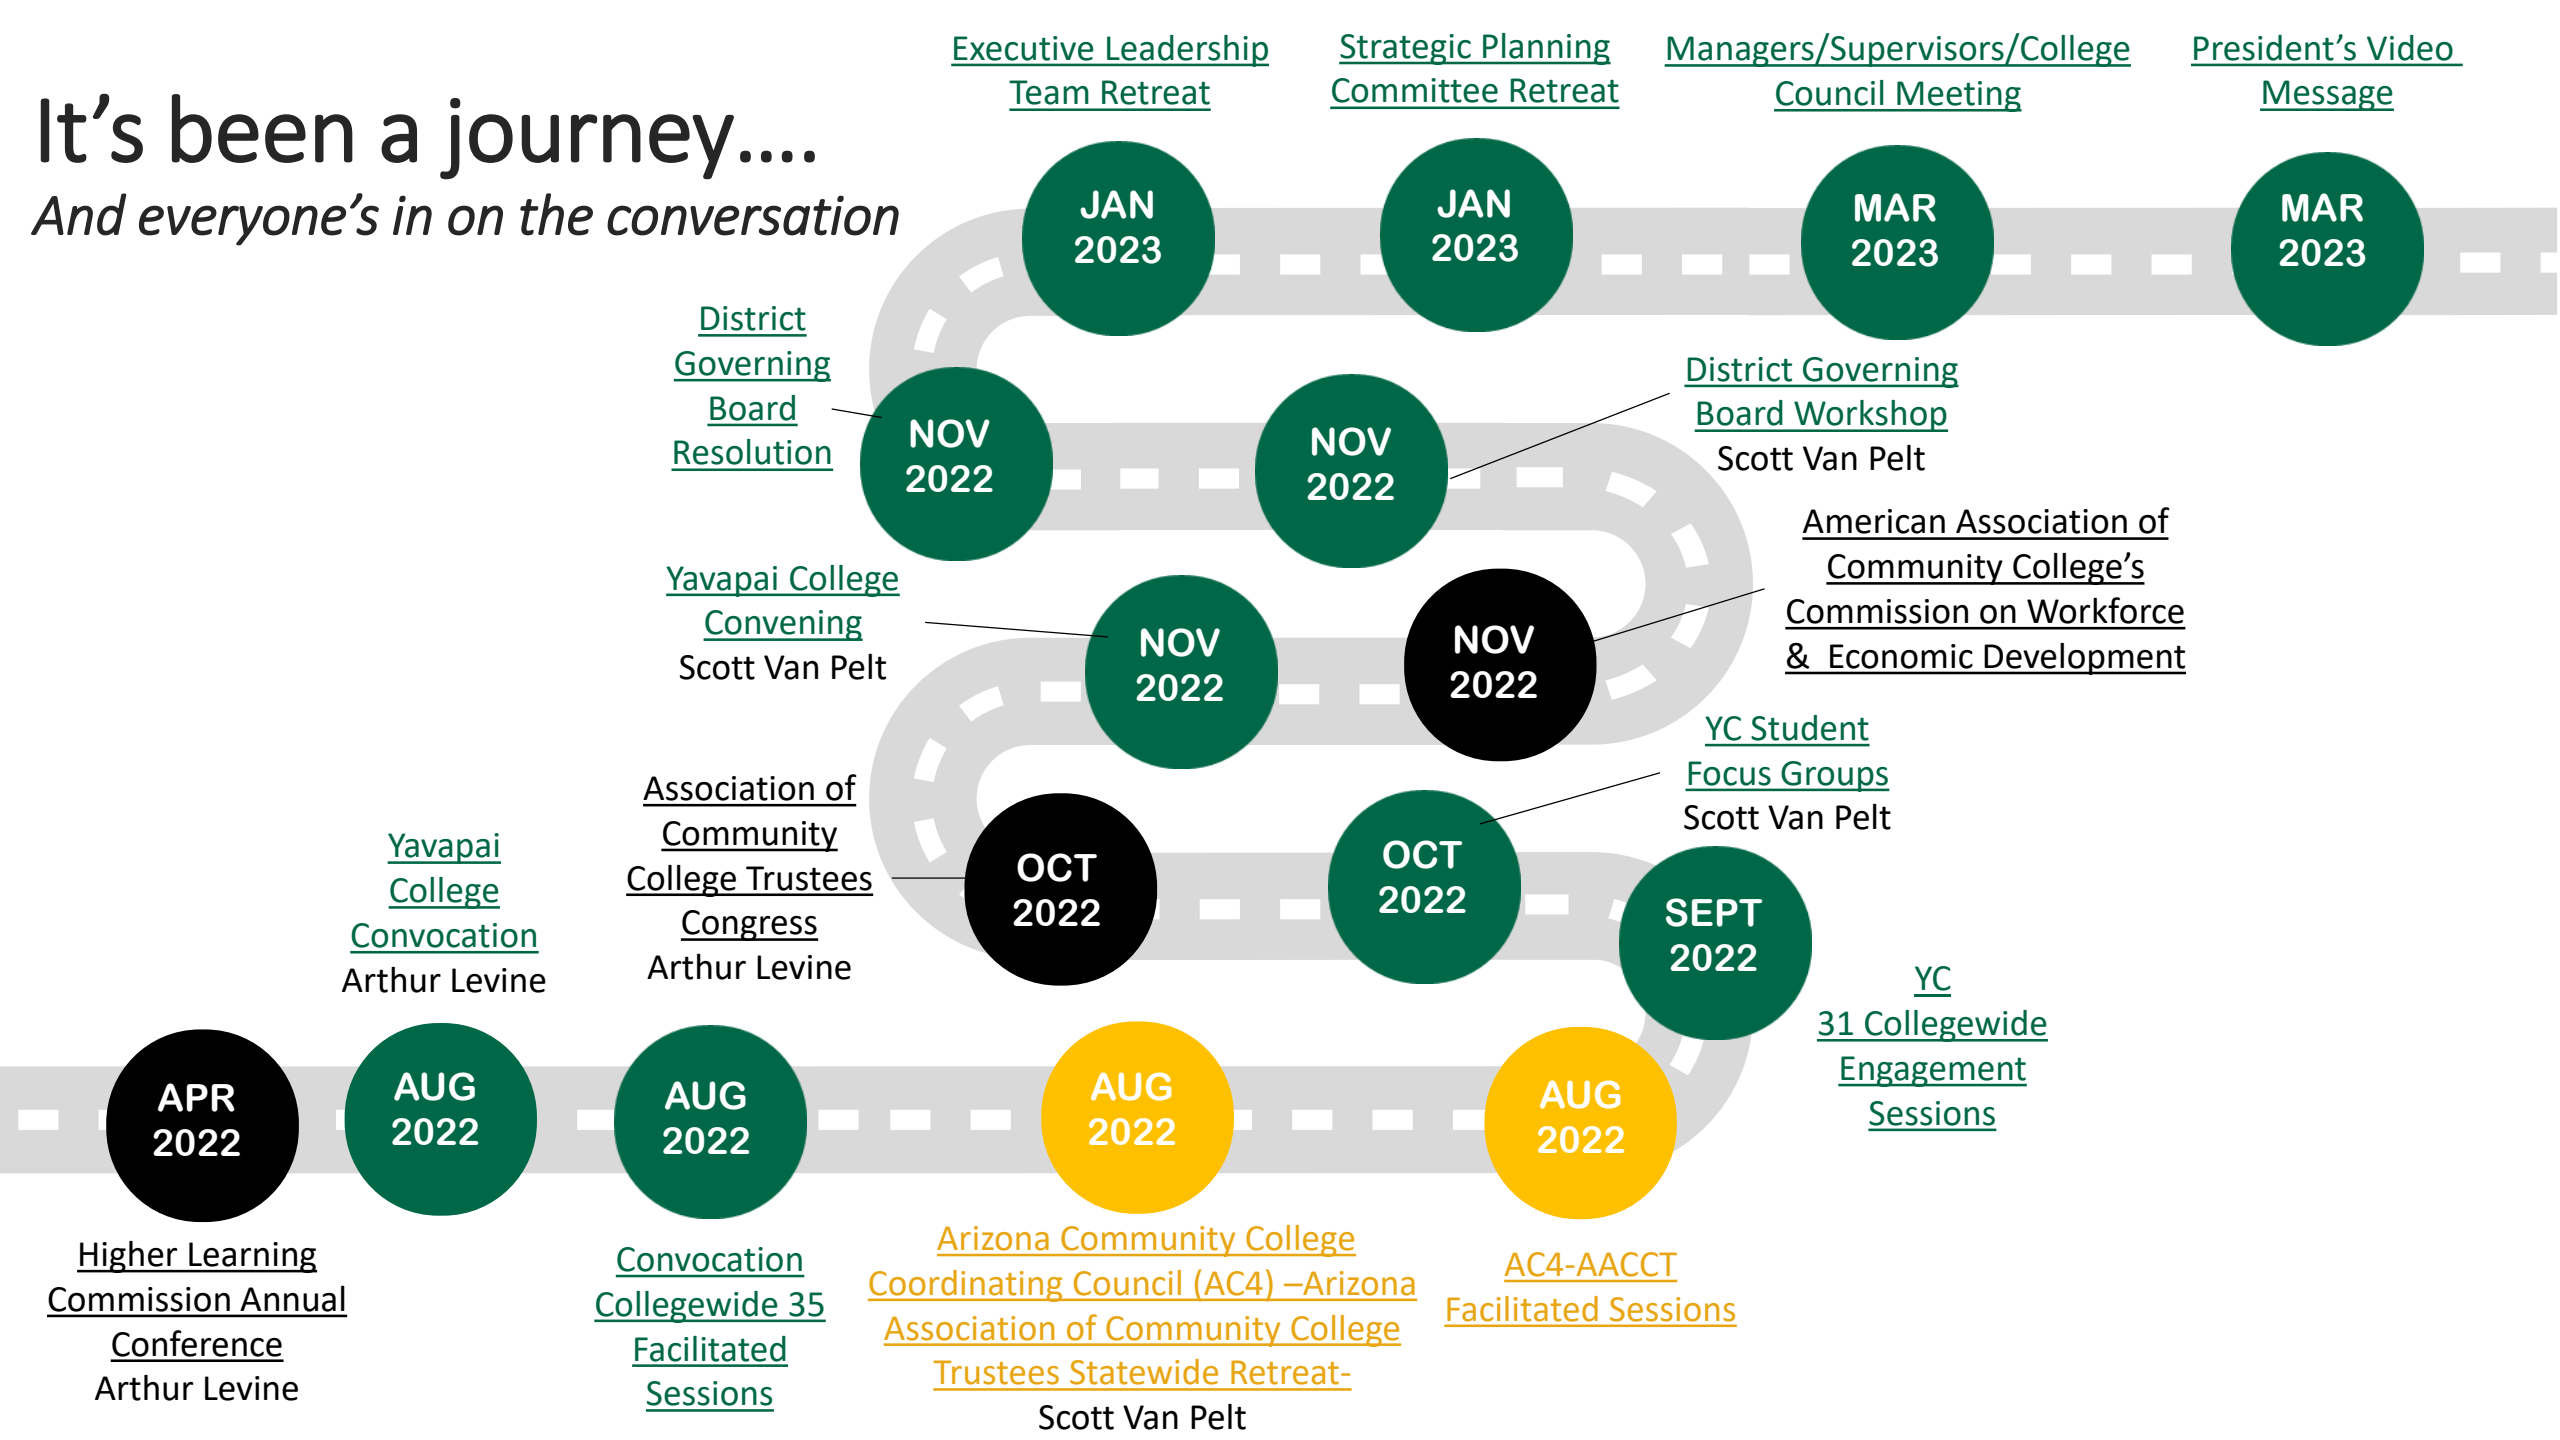 It’s been a journey....
And everyone’s in on the conversation
Executive Leadership
Team Retreat
JAN
2023
Strategic Planning
Committee Retreat
JAN
2023
Managers/Supervisors/College
Council Meeting
MAR
2023
President’s Video
Message
MAR
2023
District
Governing
Board
Resolution
NOV
2022
NOV
2022
District Governing
Board Workshop
Scott Van Pelt
Yavapai College
Convening
Scott Van Pelt
NOV
2022
NOV
2022
American Association of
Community College’s
Commission on Workforce
&  Economic Development
Association of
Community
College Trustees
Congress
Arthur Levine
OCT
2022
OCT
2022
YC Student
Focus Groups
Scott Van Pelt
SEPT
2022
YC
31 Collegewide
Engagement
Sessions
APR
2022
Higher Learning
Commission Annual
Conference
Arthur Levine
Yavapai
College
Convocation
Arthur Levine
AUG
2022
AUG
2022
Convocation
Collegewide 35
Facilitated
Sessions
AUG
2022
Arizona Community College
Coordinating Council (AC4) –Arizona
Association of Community College
Trustees Statewide Retreat-
Scott Van Pelt
AUG
2022
AC4-AACCT
Facilitated Sessions